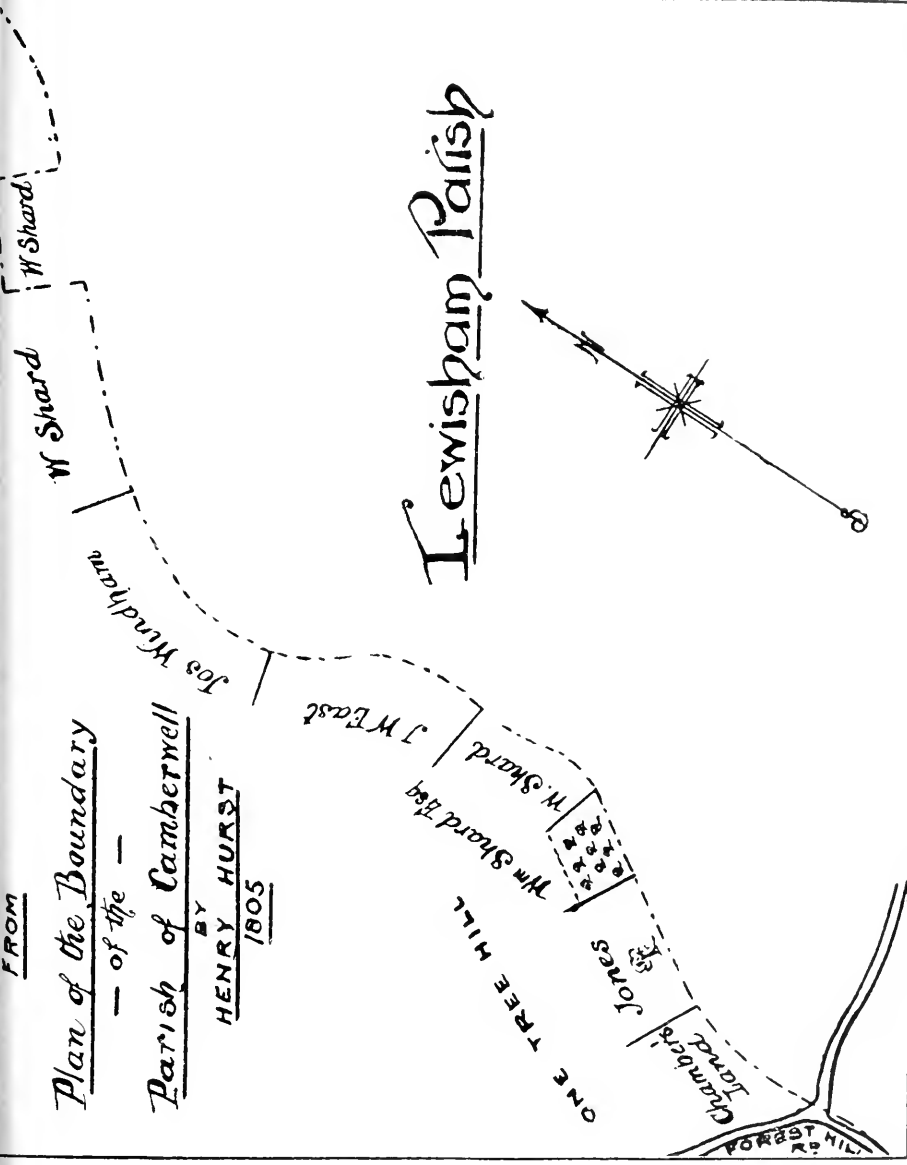 FROM
Plan of the Boundary
— of the —
Parish of Camberwell
BY
HENRY HURST
1805
W Shard
W Shard
Jos Windham
J W East
W. Shard
Wm Shard Esq
ONE TREE HILL
Jones
Chambers'
Land
FOREST HILL
RD
Lewisham Parish
N
S